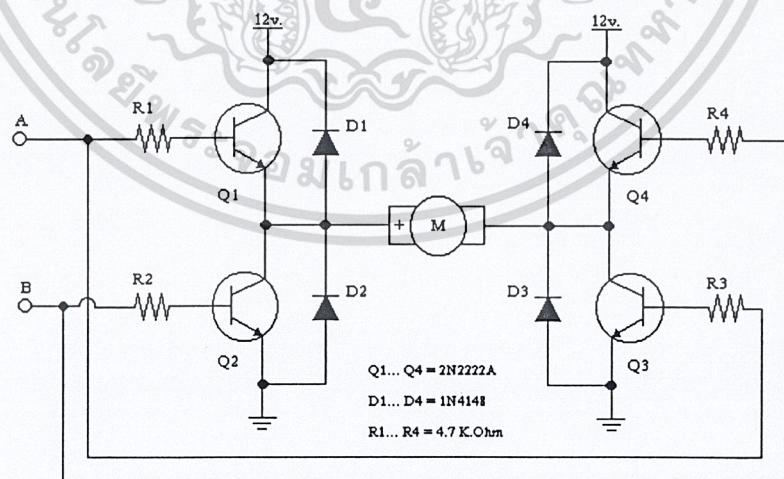 12v.
12v.
A
R1
D1
D4
R4
Q1
Q4
+ M
B
R2
D2
D3
R3
Q2
Q3
Q1... Q4 = 2N2222A
D1... D4 = 1N4148
R1... R4 = 4.7 K.Ohm